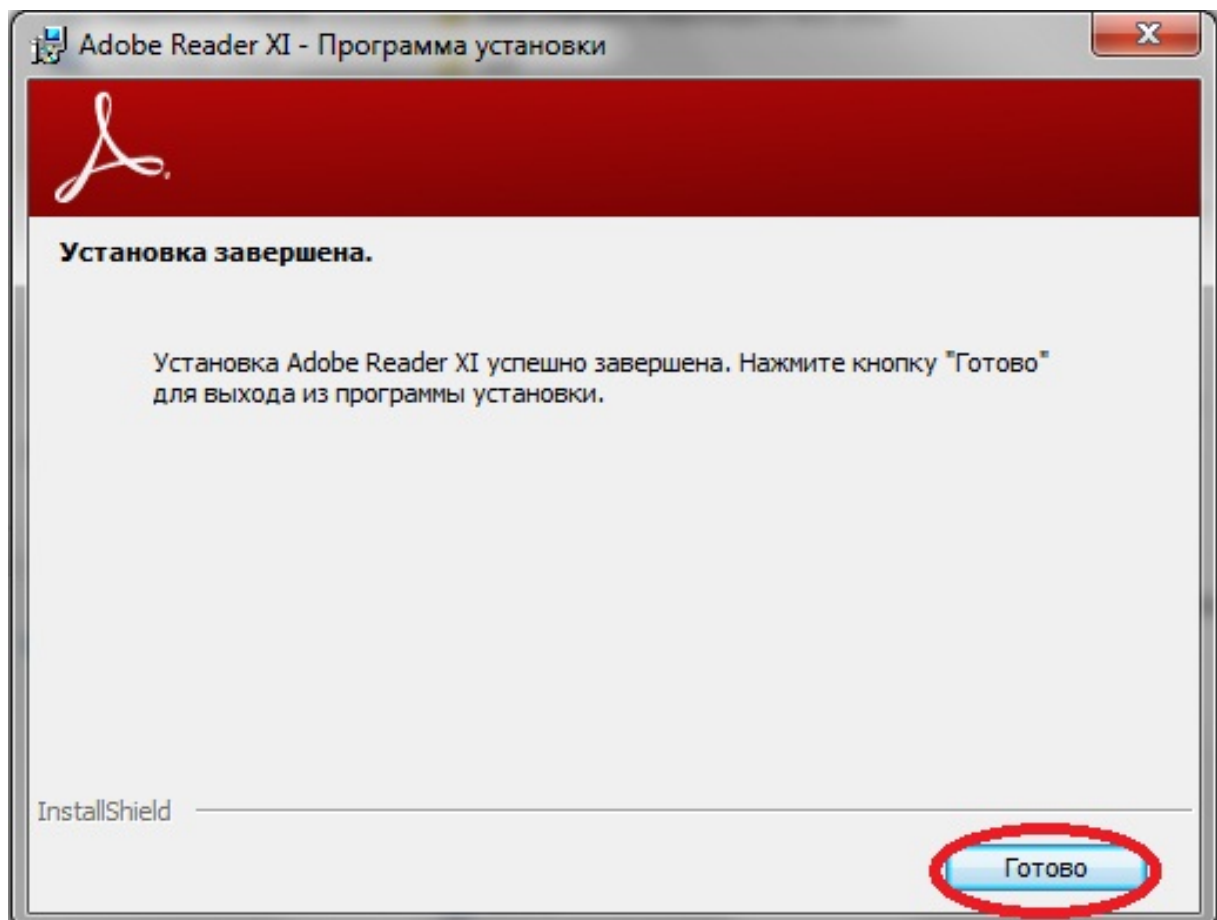 Adobe Reader XI - Программа установки
Установка завершена.
Установка Adobe Reader XI успешно завершена. Нажмите кнопку "Готово"
для выхода из программы установки.
InstallShield
Готово